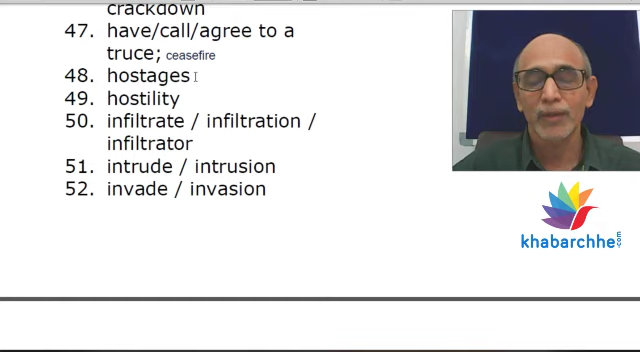 crackdown
47. have/call/agree to a
truce; ceasefire
48. hostages
49. hostility
50. infiltrate / infiltration /
infiltrator
51. intrude / intrusion
52. invade / invasion
khabarchhe.com